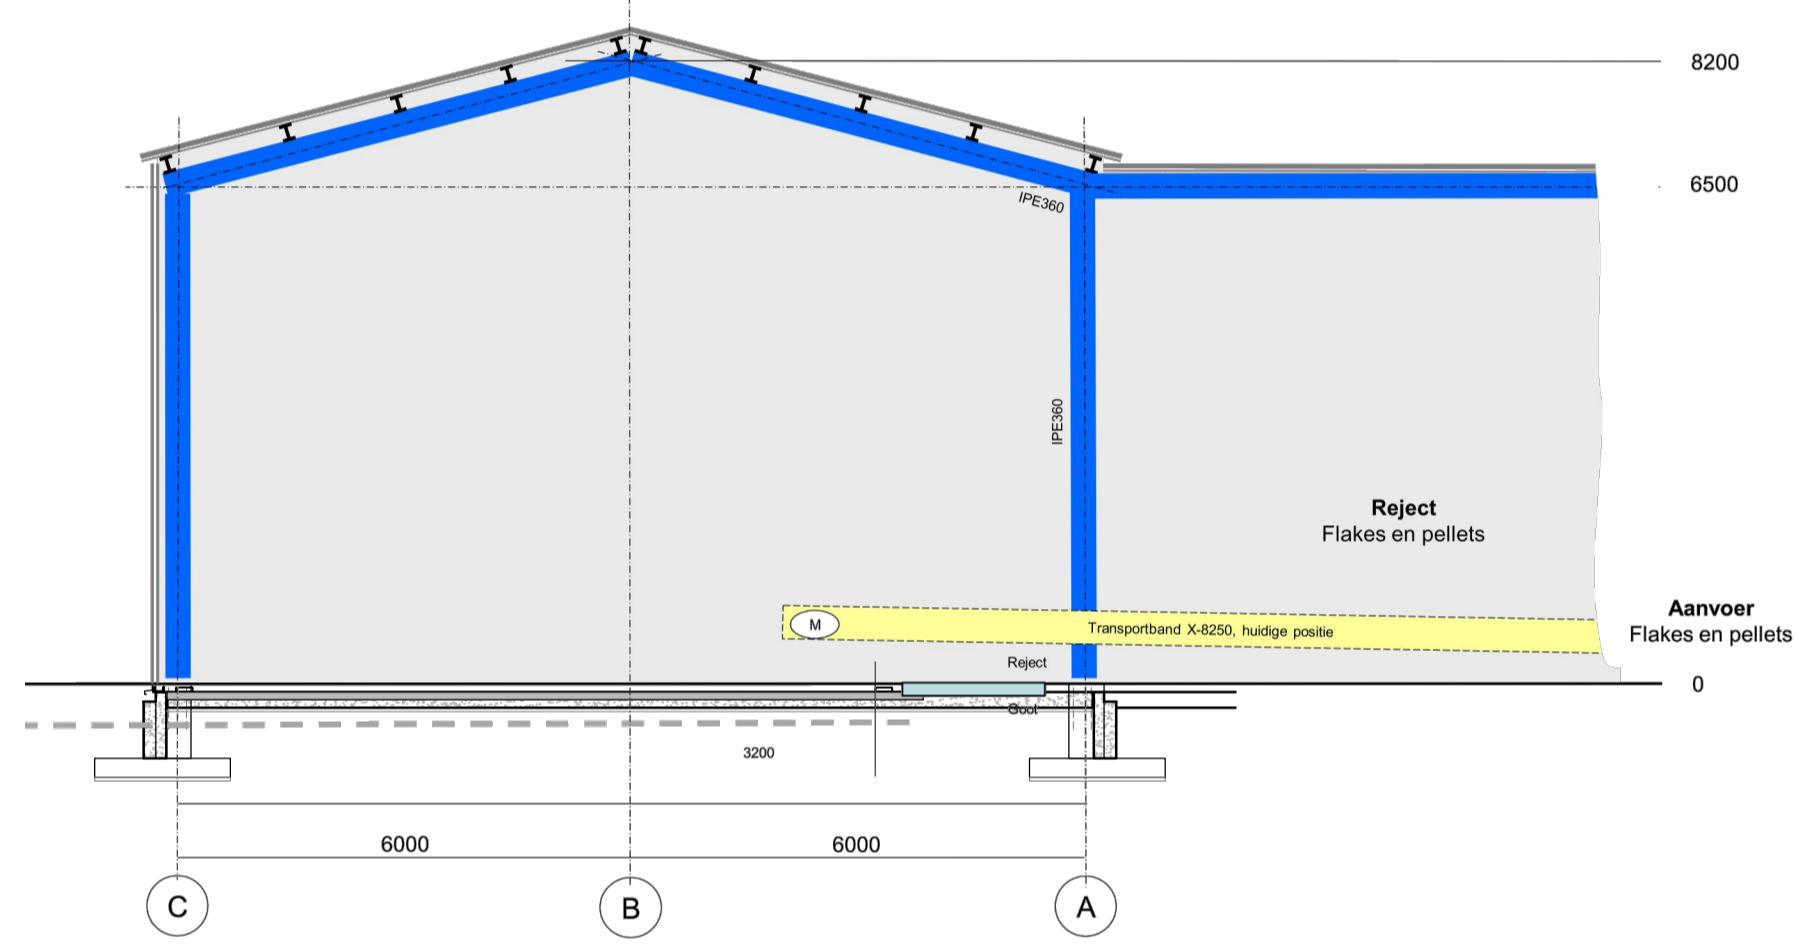 8200
6500
IPE360
IPE360
Reject
Flakes en pellets
Aanvoer
Flakes en pellets
M
Transportband X-8250, huidige positie
Reject
0
Goot
3200
6000
6000
C
B
A